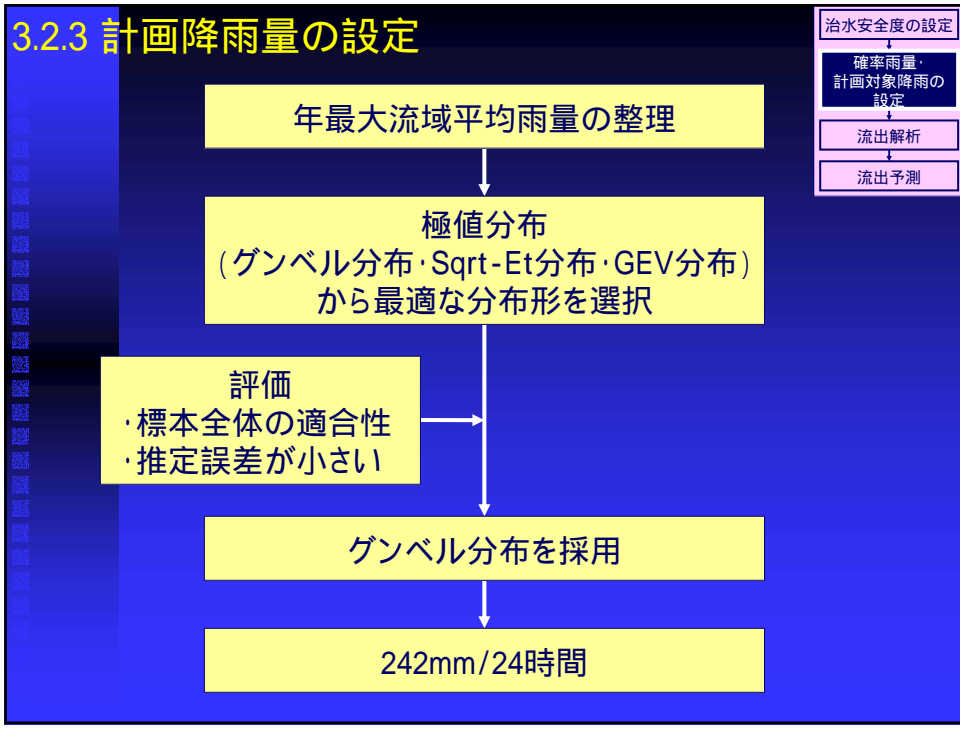 3.2.3 計画降雨量の設定
治水安全度の設定
確率雨量・
計画対象降雨の
設定
流出解析
流出予測
年最大流域平均雨量の整理
極値分布
(グンベル分布・Sqrt-Et分布・GEV分布)
から最適な分布形を選択
評価
・標本全体の適合性
・推定誤差が小さい
グンベル分布を採用
242mm/24時間